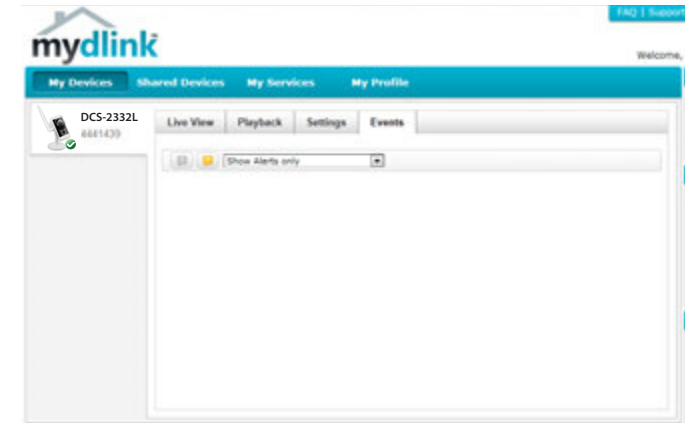 FAQ | Support
mydlink
Welcome,
My Devices Shared Devices My Services My Profile
DCS-2332L
4441439
Live View Playback Settings Events
Show Alerts only